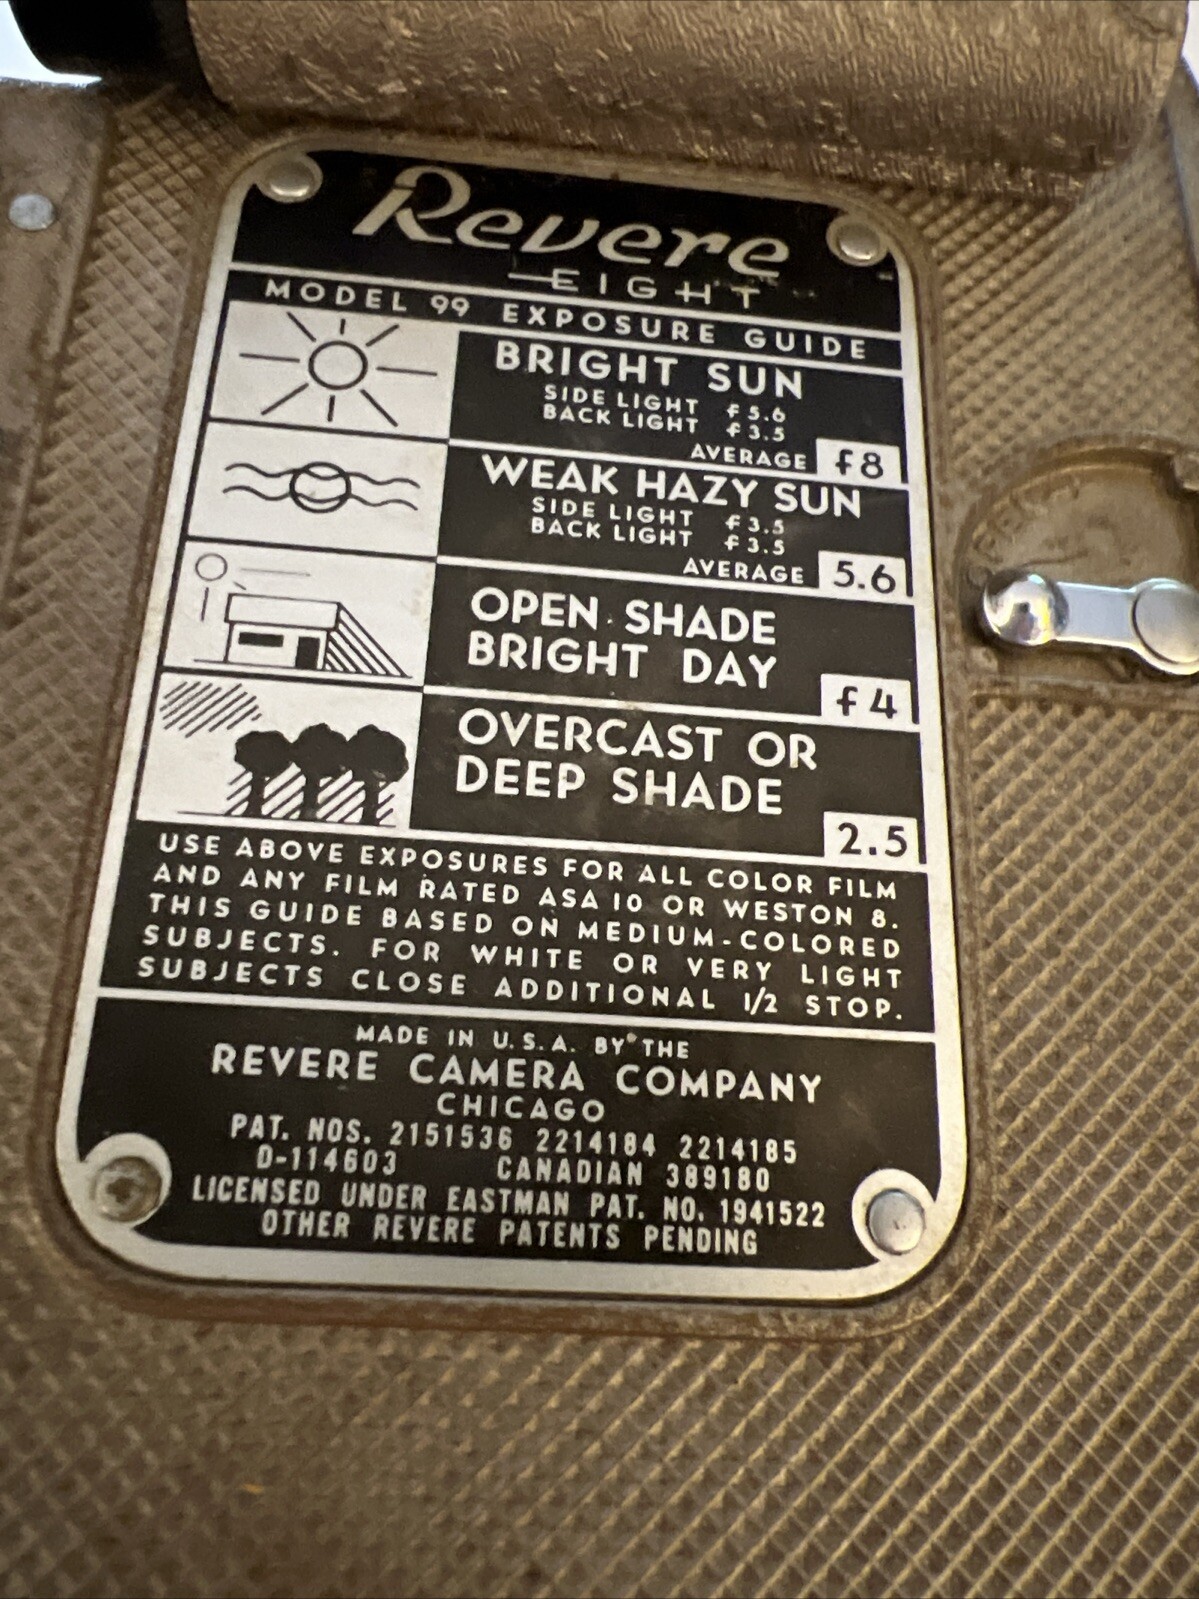 Revere
EIGHT
MODEL 99 EXPOSURE GUIDE
BRIGHT SUN
SIDE LIGHT f 5.6
BACK LIGHT f 3.5
AVERAGE f8
WEAK HAZY SUN
SIDE LIGHT f 3.5
BACK LIGHT f 3.5
AVERAGE 5.6
OPEN SHADE
BRIGHT DAY
f 4
OVERCAST OR
DEEP SHADE
2.5
USE ABOVE EXPOSURES FOR ALL COLOR FILM
AND ANY FILM RATED ASA 10 OR WESTON 8.
THIS GUIDE BASED ON MEDIUM-COLORED
SUBJECTS. FOR WHITE OR VERY LIGHT
SUBJECTS CLOSE ADDITIONAL 1/2 STOP.
MADE IN U.S.A. BY THE
REVERE CAMERA COMPANY
CHICAGO
PAT. NOS. 2151536 2214184 2214185
D-114603 CANADIAN 389180
LICENSED UNDER EASTMAN PAT. NO. 1941522
OTHER REVERE PATENTS PENDING